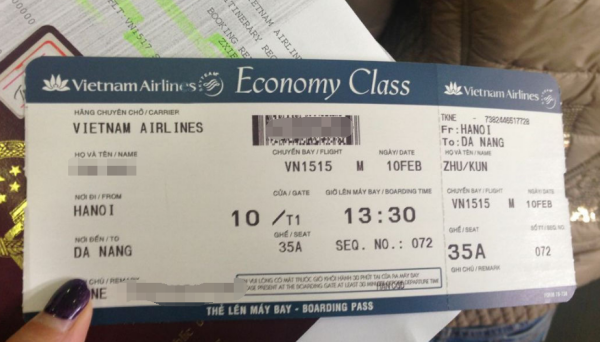 VIETNAM AIRLINES
Vietnam Airlines
Economy Class
Vietnam Airlines
HÃNG CHUYÊN CHỞ / CARRIER
VIETNAM AIRLINES
HỌ VÀ TÊN / NAME
CHUYẾN BAY / FLIGHT
NGÀY / DATE
VN1515 M 10FEB
NƠI ĐI / FROM
HANOI
CỬA / GATE
GIỜ LÊN MÁY BAY / BOARDING TIME
10 / T1
13:30
NƠI ĐẾN / TO
DA NANG
GHẾ / SEAT
35A
SEQ. NO.: 072
THẺ LÊN MÁY BAY - BOARDING PASS
TKNE - 7382446517728
Fr: HANOI
To: DA NANG
HỌ VÀ TÊN / NAME
ZHU/KUN
CHUYẾN BAY / FLIGHT
NGÀY / DATE
VN1515 M 10FEB
GHẾ / SEAT
35A
072
GHI CHÚ / REMARK